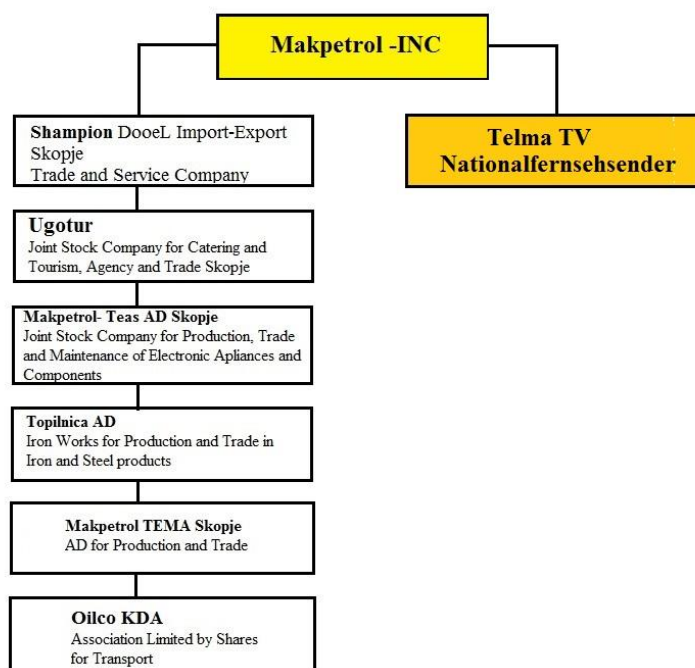 Makpetrol -INC
Shampion DooeL Import-Export
Skopje
Trade and Service Company
Telma TV
Nationalfernsehsender
Ugotur
Joint Stock Company for Catering and
Tourism, Agency and Trade Skopje
Makpetrol- Teas AD Skopje
Joint Stock Company for Production, Trade
and Maintenance of Electronic Apliances and
Components
Topilnica AD
Iron Works for Production and Trade in
Iron and Steel products
Makpetrol TEMA Skopje
AD for Production and Trade
Oilco KDA
Association Limited by Shares
for Transport